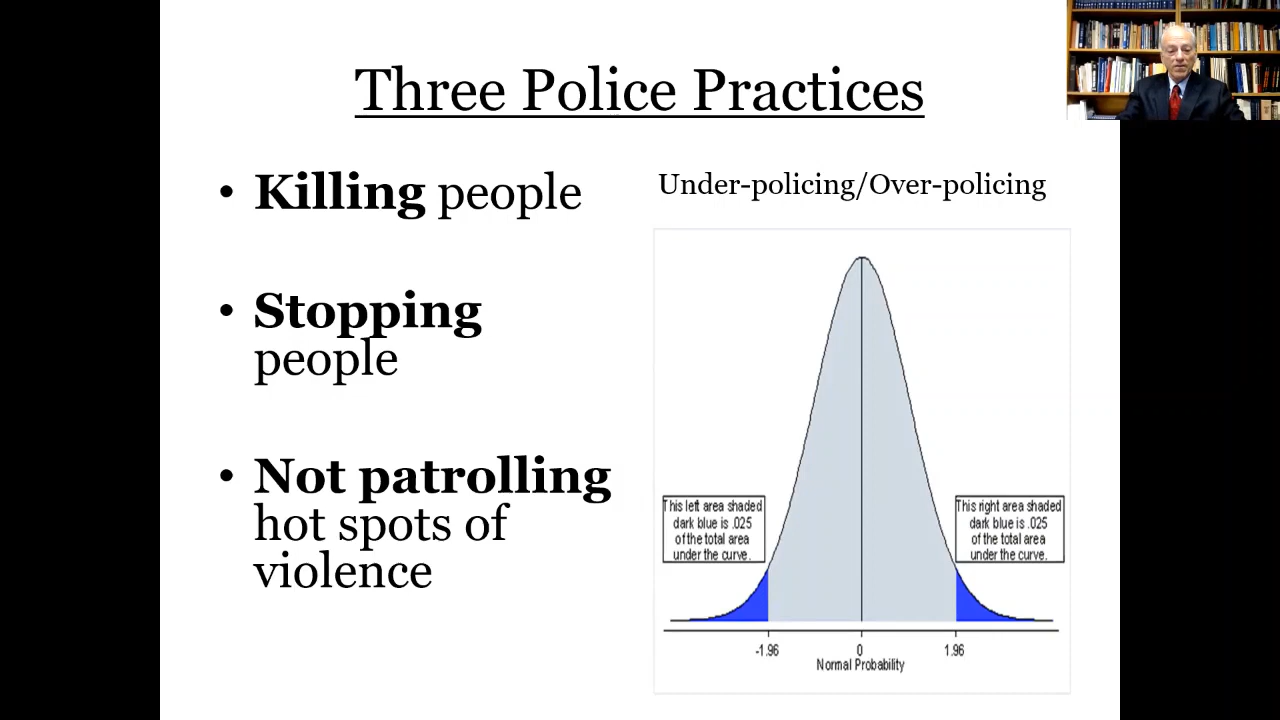 Three Police Practices
• Killing people
• Stopping
people
• Not patrolling
hot spots of
violence
Under-policing/Over-policing
This left area shaded
dark blue is .025
of the total area
under the curve.
This right area shaded
dark blue is .025
of the total area
under the curve.
-1.96
0
1.96
Normal Probability